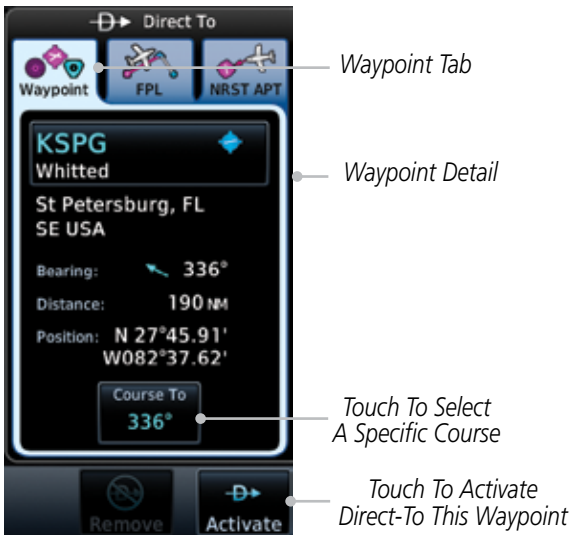 Direct To
Waypoint FPL NRST APT
Waypoint Tab
KSPG
Whitted
Waypoint Detail
St Petersburg, FL
SE USA
Bearing: 336°
Distance: 190 NM
Position: N 27°45.91'
W082°37.62'
Course To
336°
Touch To Select
A Specific Course
Remove
Activate
Touch To Activate
Direct-To This Waypoint